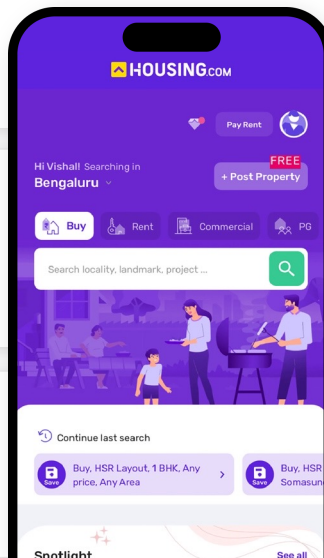 HOUSING.COM
Pay Rent
Hi Vishal! Searching in
Bengaluru
FREE
+ Post Property
Buy
Rent
Commercial
PG
Search locality, landmark, project ...
Continue last search
Save
Buy, HSR Layout, 1 BHK, Any
price, Any Area
Save
Buy, HSR
Somasun
Spotlight
See all